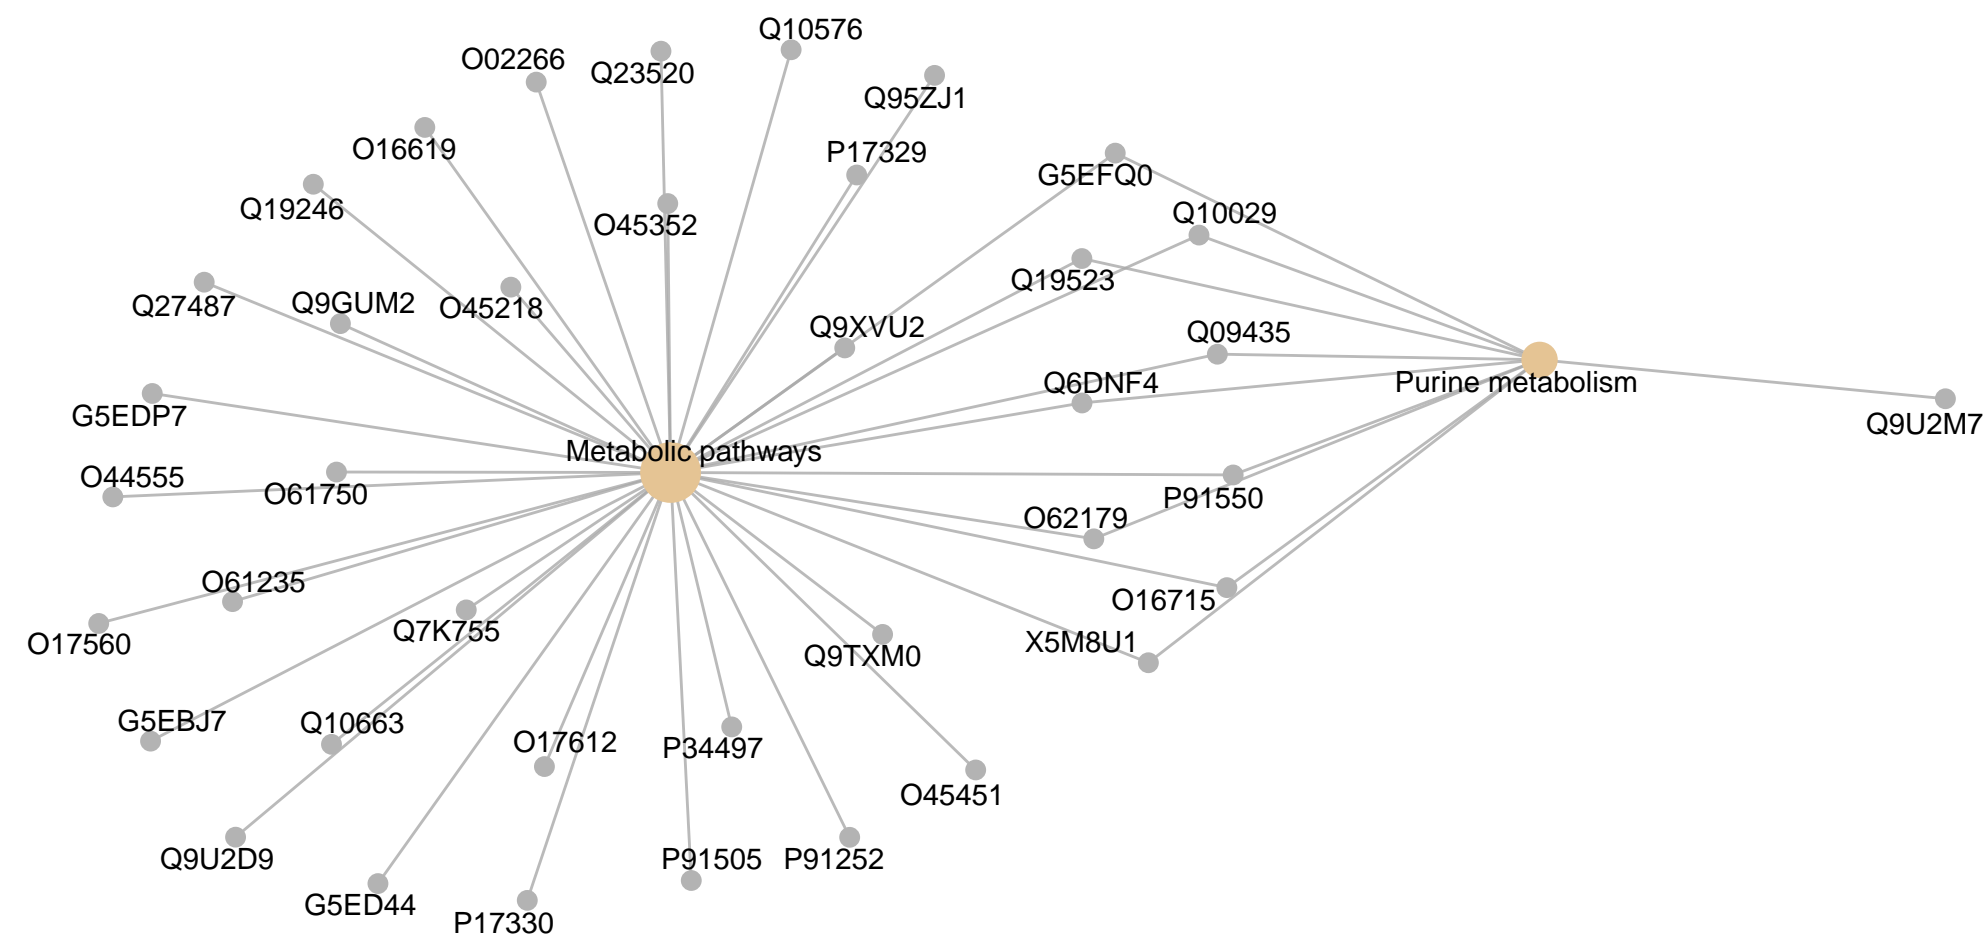 Q10576
O02266
Q23520
Q95ZJ1
O16619
P17329
G5EFQ0
Q19246
Q10029
O45352
Q19523
Q27487
Q9GUM2
O45218
Q9XVU2
Q09435
Q6DNF4
Purine metabolism
G5EDP7
Q9U2M7
Metabolic pathways
O44555
O61750
P91550
O62179
O61235
O16715
Q7K755
O17560
X5M8U1
Q9TXM0
G5EBJ7
Q10663
O17612
P34497
O45451
Q9U2D9
P91505
P91252
G5ED44
P17330